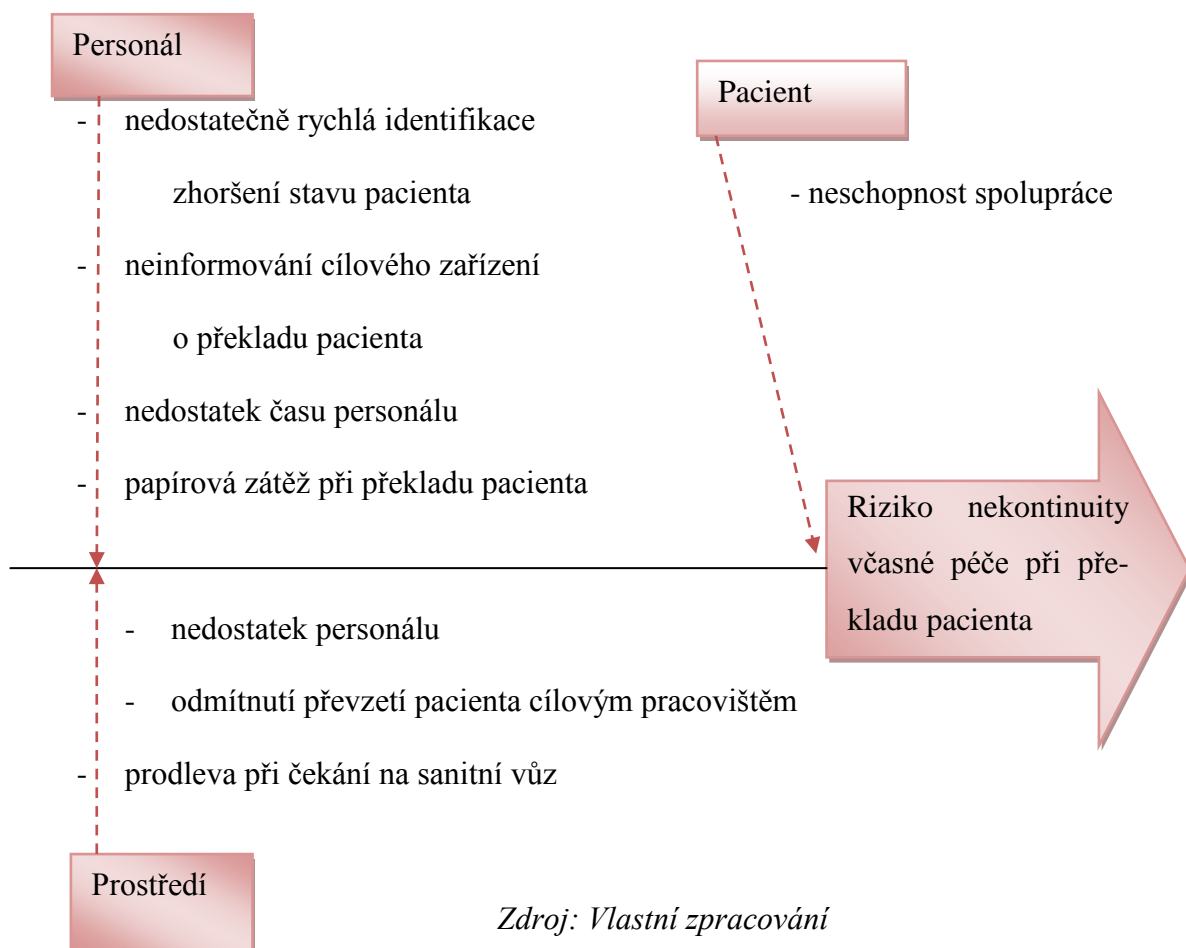 Personál
- nedostatečně rychlá identifikace
zhoršení stavu pacienta
- neinformování cílového zařízení
o překladu pacienta
- nedostatek času personálu
- papírová zátěž při překladu pacienta
Pacient
- neschopnost spolupráce
Riziko nekontinuity
včasné péče při pře-
kladu pacienta
- nedostatek personálu
- odmítnutí převzetí pacienta cílovým pracovištěm
- prodleva při čekání na sanitní vůz
Prostředí
Zdroj: Vlastní zpracování